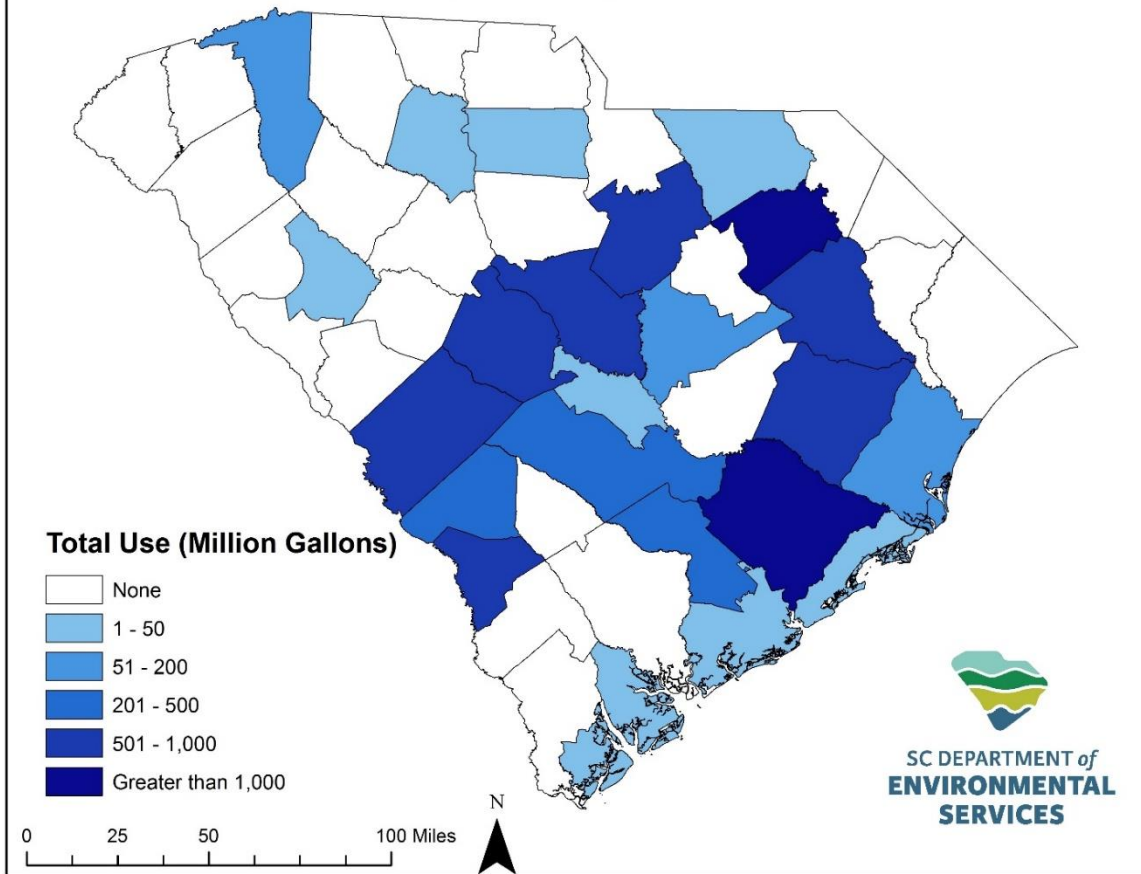 Total Use (Million Gallons)
None
1 - 50
51 - 200
201 - 500
501 - 1,000
Greater than 1,000
N
0 25 50 100 Miles
SC DEPARTMENT of
ENVIRONMENTAL
SERVICES